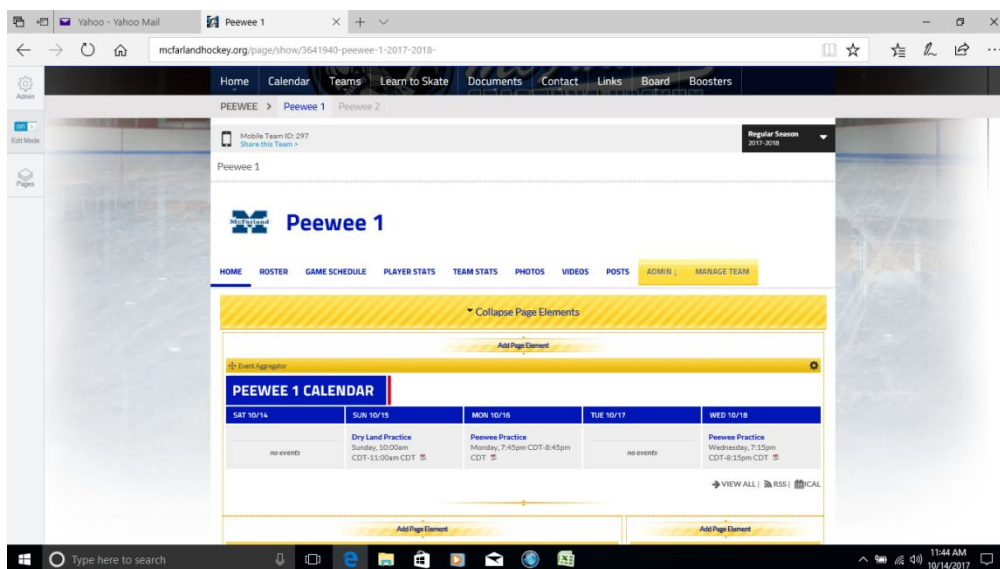 Yahoo - Yahoo Mail
Peewee 1
mcfarlandhockey.org/page/show/3641940-peewee-1-2017-2018-
Admin
on
Edit Mode
Pages
Home Calendar Teams Learn to Skate Documents Contact Links Board Boosters
PEEWEE > Peewee 1 Peewee 2
Mobile Team ID: 297
Share this Team >
Regular Season
2017-2018
Peewee 1
McFarland
Peewee 1
HOME ROSTER GAME SCHEDULE PLAYER STATS TEAM STATS PHOTOS VIDEOS POSTS ADMIN ↓ MANAGE TEAM
Collapse Page Elements
Add Page Element
Event Aggregator
PEEWEE 1 CALENDAR
SAT 10/14 SUN 10/15 MON 10/16 TUE 10/17 WED 10/18
no events
Dry Land Practice
Sunday, 10:00am
CDT-11:00am CDT
Peewee Practice
Monday, 7:45pm CDT-8:45pm
CDT
no events
Peewee Practice
Wednesday, 7:15pm
CDT-8:15pm CDT
VIEW ALL | RSS | ICAL
Add Page Element Add Page Element
Type here to search
11:44 AM
10/14/2017